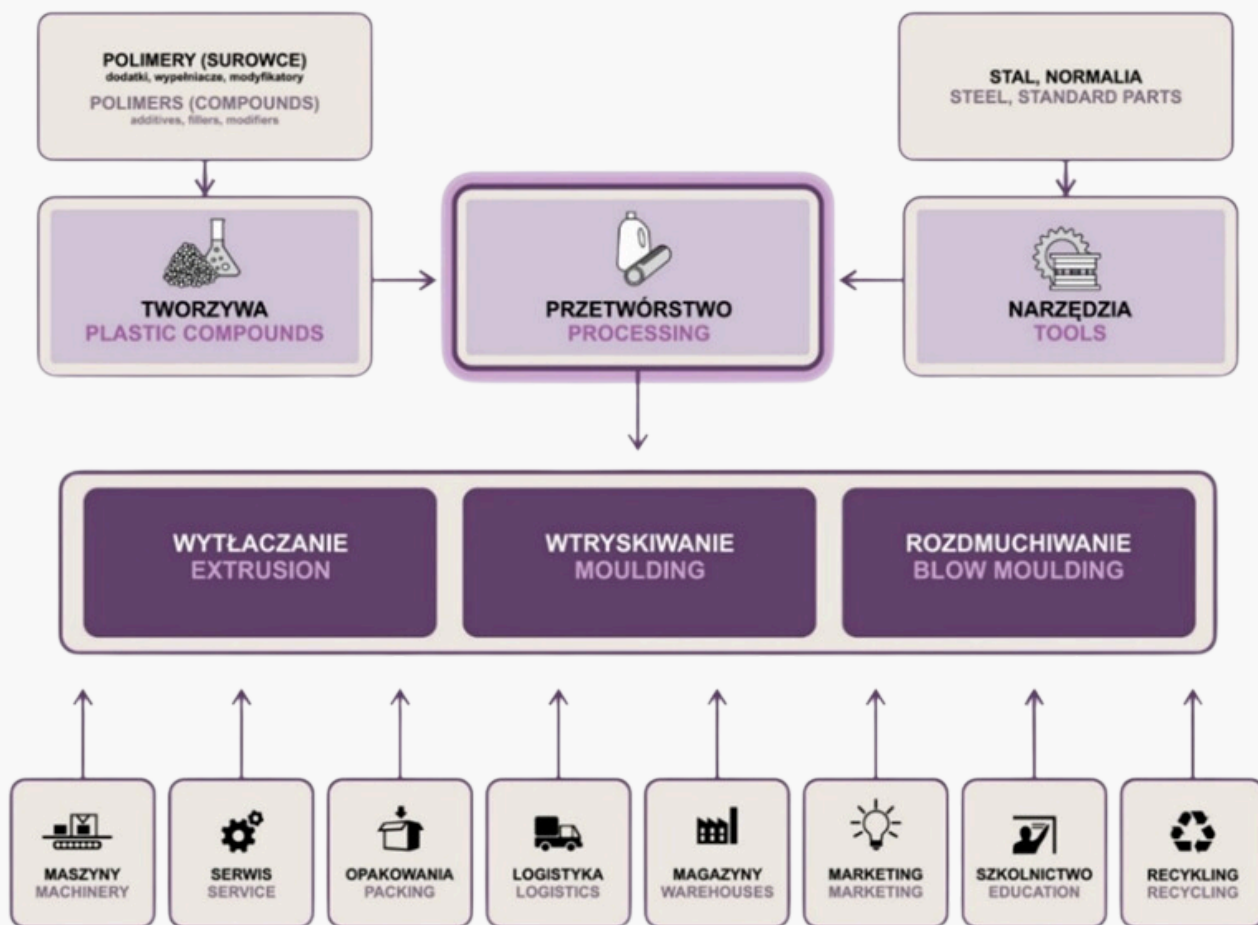 POLIMERY (SUROWCE)
dodatki, wypełniacze, modyfikatory
POLIMERS (COMPOUNDS)
additives, fillers, modifiers
STAL, NORMALIA
STEEL, STANDARD PARTS
TWORZYWA
PLASTIC COMPOUNDS
PRZETWÓRSTWO
PROCESSING
NARZĘDZIA
TOOLS
WYTŁACZANIE
EXTRUSION
WTRYSKIWANIE
MOULDING
ROZDMUCHIWANIE
BLOW MOULDING
MASZYNY
MACHINERY
SERWIS
SERVICE
OPAKOWANIA
PACKING
LOGISTYKA
LOGISTICS
MAGAZYNY
WAREHOUSES
MARKETING
MARKETING
SZKOLNICTWO
EDUCATION
RECYKLING
RECYCLING